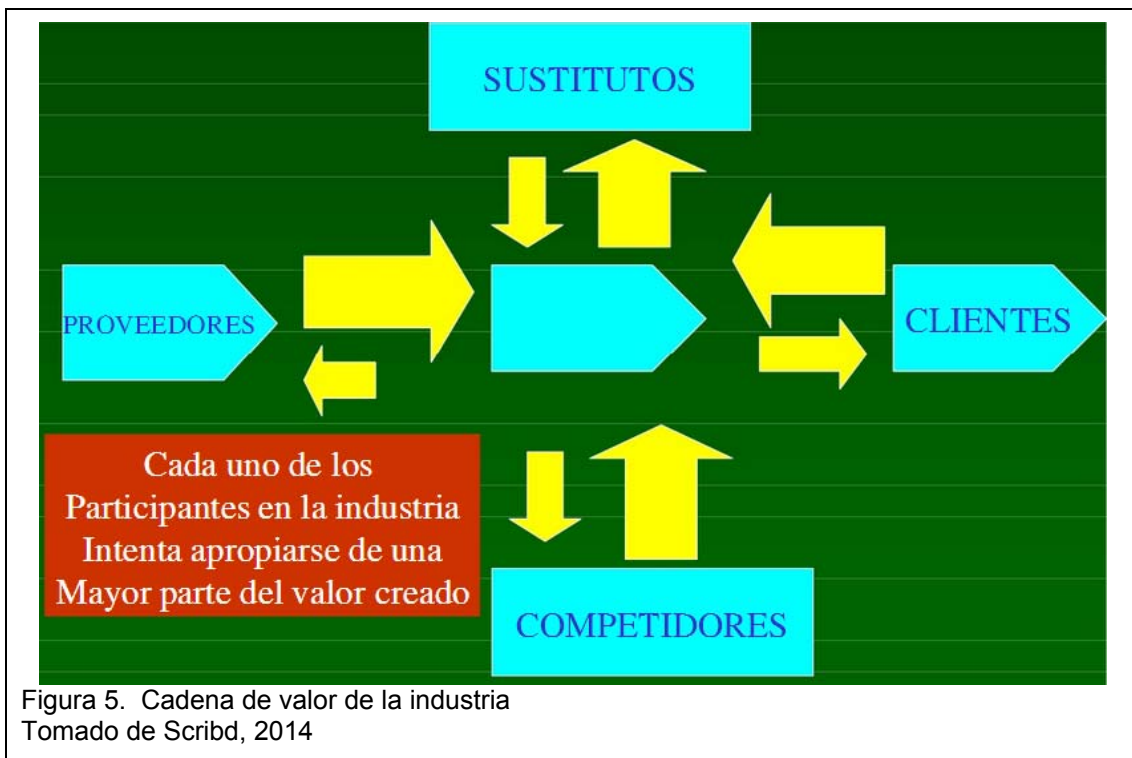 SUSTITUTOS
PROVEEDORES
CLIENTES
Cada uno de los
Participantes en la industria
Intenta apropiarse de una
Mayor parte del valor creado
COMPETIDORES
Figura 5. Cadena de valor de la industria
Tomado de Scribd, 2014